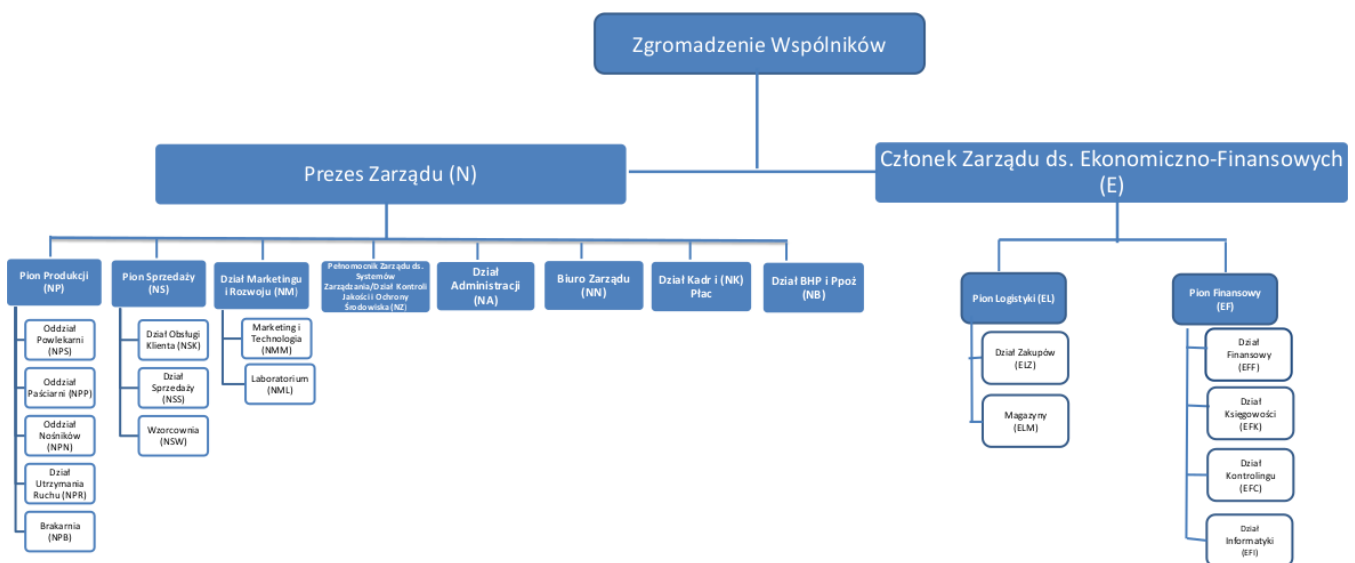 Zgromadzenie Wspólników
Prezes Zarządu (N)
Członek Zarządu ds. Ekonomiczno-Finansowych
(E)
Pion Produkcji
(NP)
Pion Sprzedaży
(NS)
Dział Marketingu
i Rozwoju (NM)
Pełnomocnik Zarządu ds.
Systemów
Zarządzania/Dział Kontroli
Jakości i Ochrony
Środowiska (NZ)
Dział
Administracji
(NA)
Biuro Zarządu
(NN)
Dział Kadr i (NK)
Płac
Dział BHP i Ppoż
(NB)
Pion Logistyki (EL)
Pion Finansowy
(EF)
Oddział
Powlekarni
(NPS)
Oddział
Paściarni (NPP)
Oddział
Nośników
(NPN)
Dział
Utrzymania
Ruchu (NPR)
Brakarnia
(NPB)
Dział Obsługi
Klienta (NSK)
Dział
Sprzedaży
(NSS)
Wzorcownia
(NSW)
Marketing i
Technologia
(NMM)
Laboratorium
(NML)
Dział Zakupów
(ELZ)
Magazyny
(ELM)
Dział
Finansowy
(EFF)
Dział
Księgowości
(EFK)
Dział
Kontrolingu
(EFC)
Dział
Informatyki
(EFI)